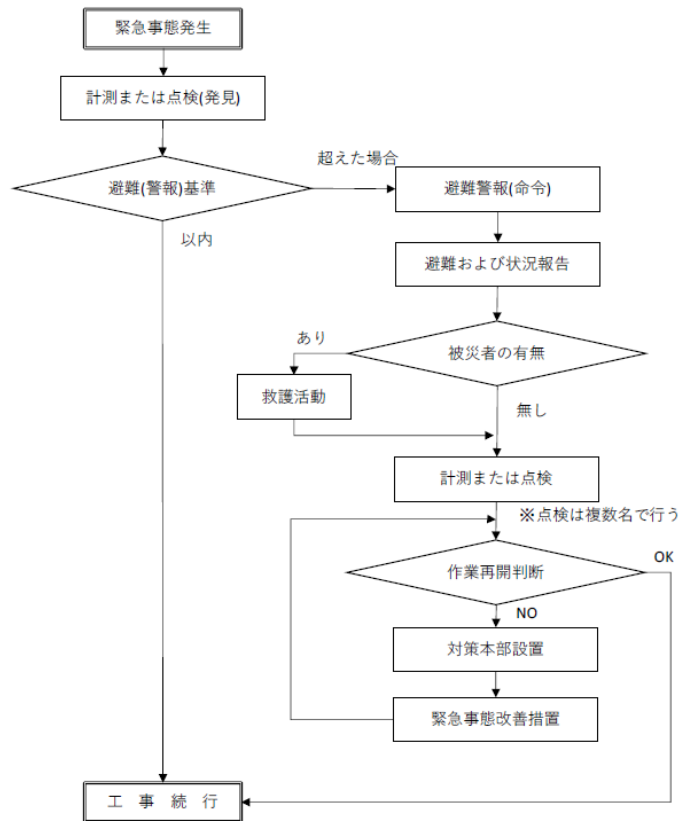 緊急事態発生
計測または点検(発見)
超えた場合
避難(警報)基準
避難警報(命令)
以内
避難および状況報告
あり
被災者の有無
救護活動
無し
計測または点検
※点検は複数名で行う
OK
作業再開判断
NO
対策本部設置
緊急事態改善措置
工 事 続 行